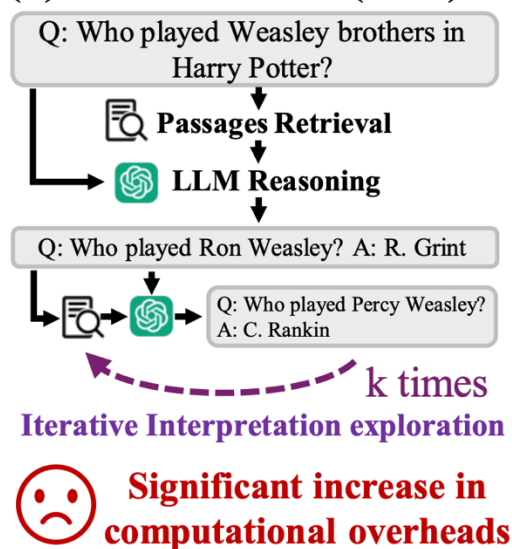 Q: Who played Weasley brothers in
Harry Potter?
Passages Retrieval
LLM Reasoning
Q: Who played Ron Weasley? A: R. Grint
Q: Who played Percy Weasley?
A: C. Rankin
k times
Iterative Interpretation exploration
Significant increase in
computational overheads